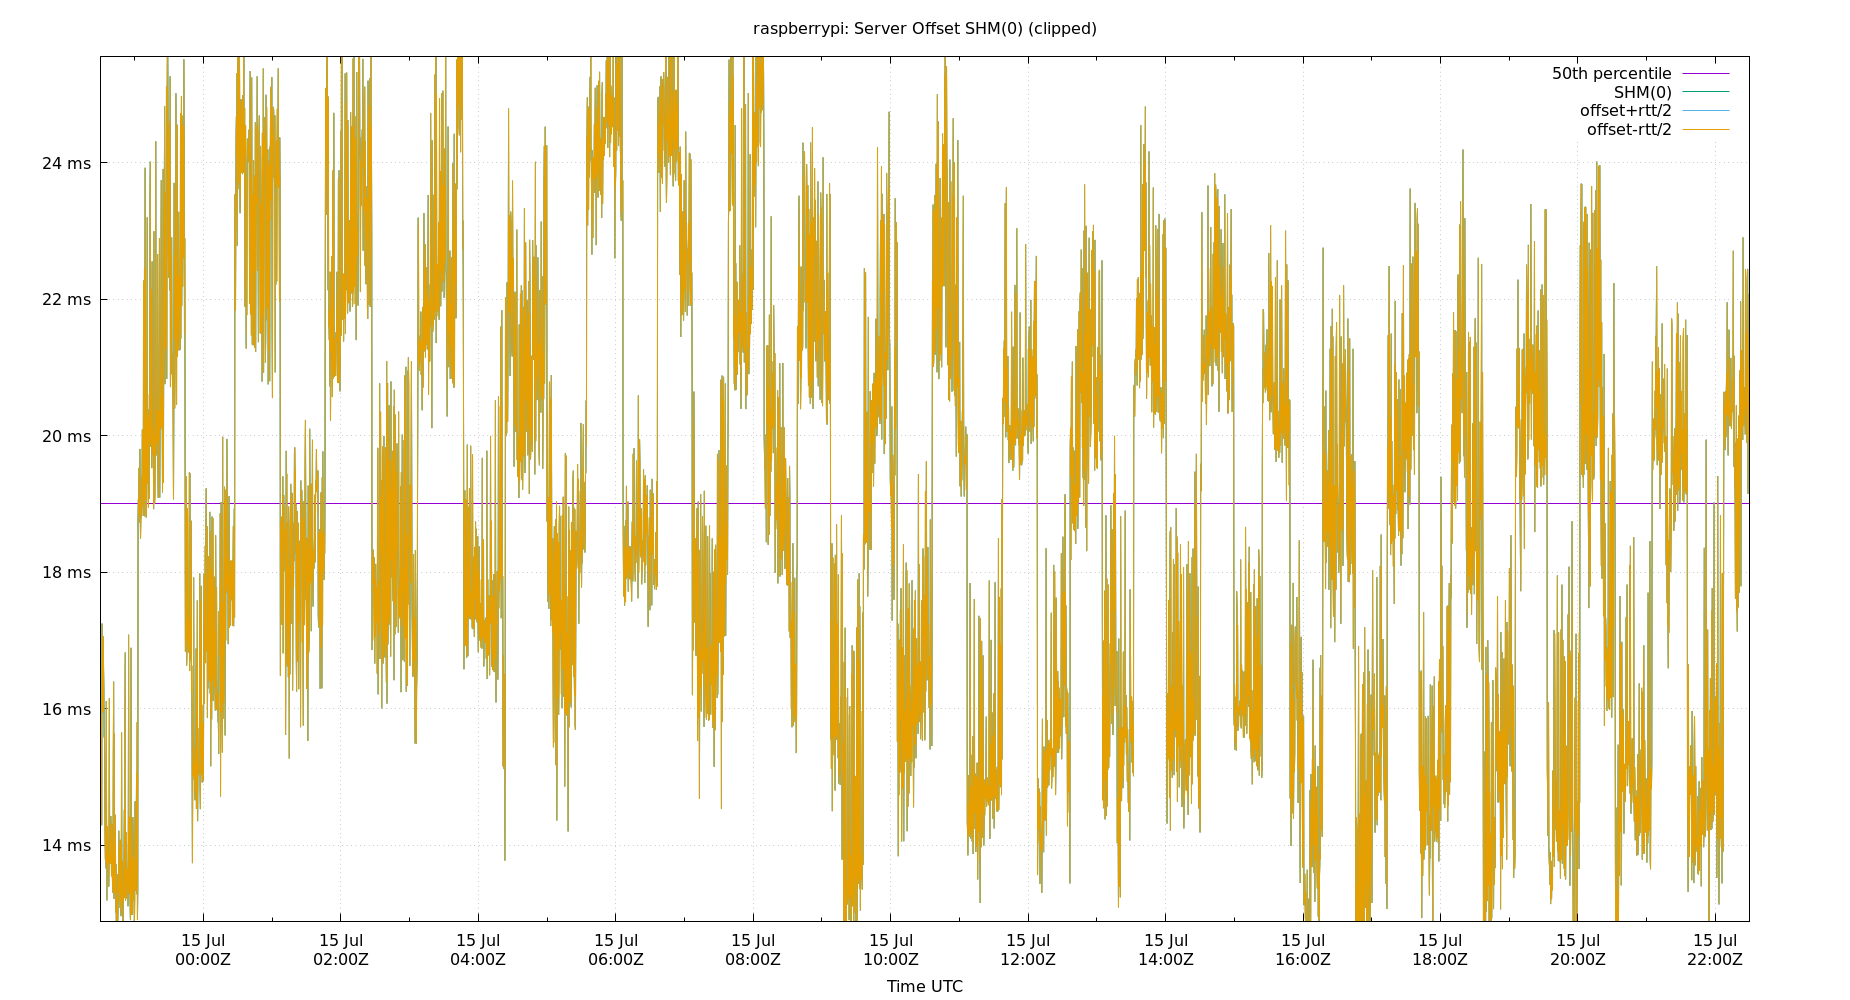 raspberrypi: Server Offset SHM(0) (clipped)
50th percentile
SHM(0)
offset+rtt/2
offset-rtt/2
24 ms
22 ms
20 ms
18 ms
16 ms
14 ms
15 Jul 15 Jul 15 Jul 15 Jul 15 Jul 15 Jul 15 Jul 15 Jul 15 Jul 15 Jul 15 Jul 15 Jul
00:00Z 02:00Z 04:00Z 06:00Z 08:00Z 10:00Z 12:00Z 14:00Z 16:00Z 18:00Z 20:00Z 22:00Z
Time UTC